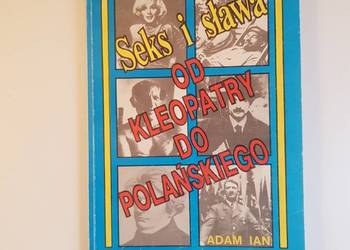 Seks i sława
OD
KLEOPATRY
DO
POLAŃSKIEGO
ADAM IAN